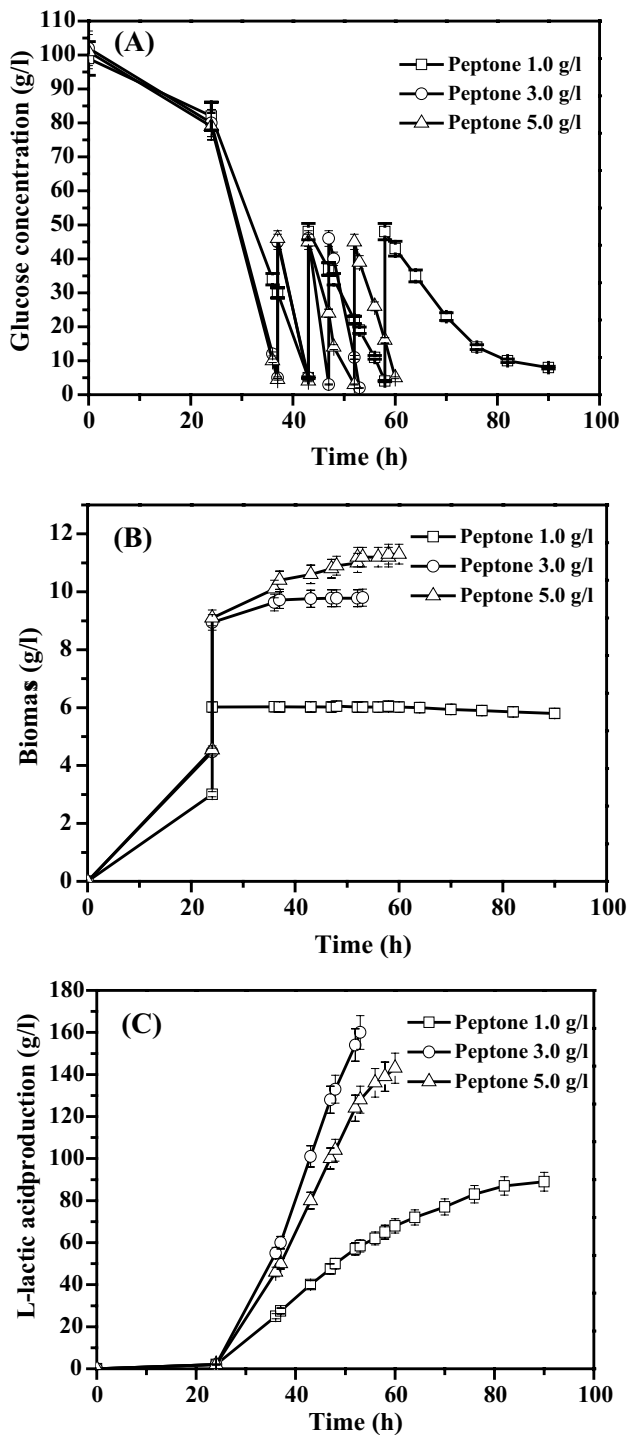 (A)
Peptone 1.0 g/l
Peptone 3.0 g/l
Peptone 5.0 g/l
Glucose concentration (g/l)
110
100
90
80
70
60
50
40
30
20
10
0
0 20 40 60 80 100
Time (h)
(B)
Peptone 1.0 g/l
Peptone 3.0 g/l
Peptone 5.0 g/l
Biomas (g/l)
12
10
8
6
4
2
0
0 20 40 60 80 100
Time (h)
(C)
Peptone 1.0 g/l
Peptone 3.0 g/l
Peptone 5.0 g/l
L-lactic acidproduction (g/l)
180
160
140
120
100
80
60
40
20
0
0 20 40 60 80 100
Time (h)